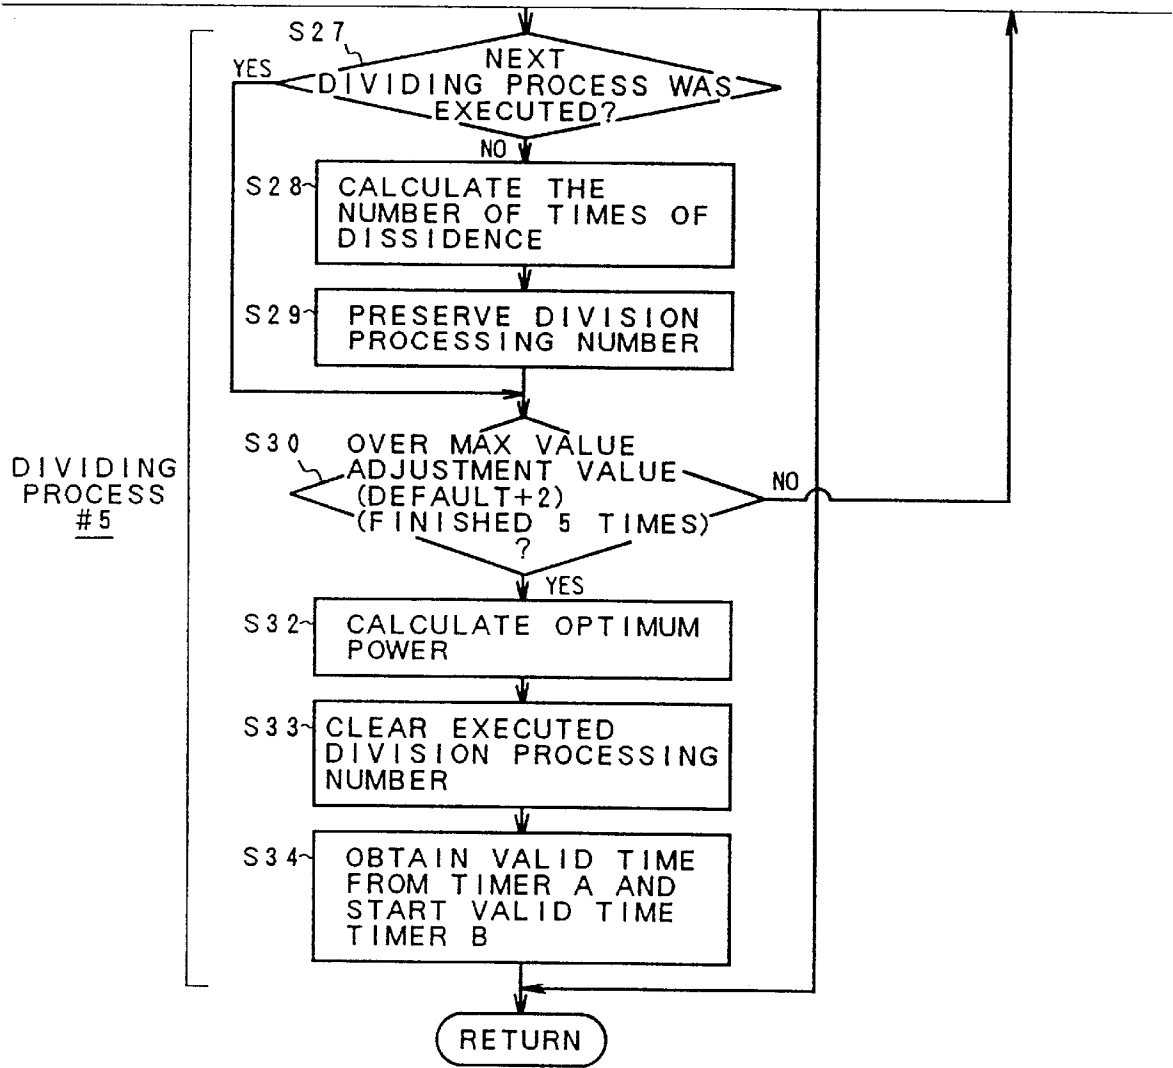 S27
YES
NEXT
DIVIDING PROCESS WAS
EXECUTED?
NO
S28
CALCULATE THE
NUMBER OF TIMES OF
DISSIDENCE
S29
PRESERVE DIVISION
PROCESSING NUMBER
S30
OVER MAX VALUE
ADJUSTMENT VALUE
(DEFAULT+2)
(FINISHED 5 TIMES)
?
NO
YES
DIVIDING
PROCESS
#5
S32
CALCULATE OPTIMUM
POWER
S33
CLEAR EXECUTED
DIVISION PROCESSING
NUMBER
S34
OBTAIN VALID TIME
FROM TIMER A AND
START VALID TIME
TIMER B
RETURN